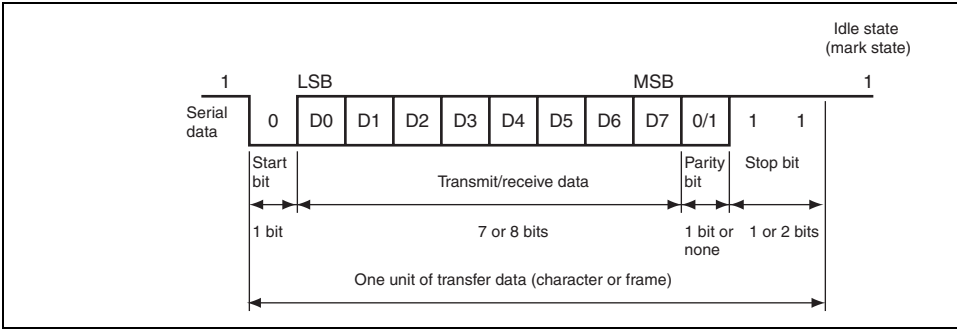 Idle state
(mark state)
1 LSB MSB 1
Serial
data
0 D0 D1 D2 D3 D4 D5 D6 D7 0/1 1 1
Start
bit
Transmit/receive data
Parity
bit
Stop bit
1 bit
7 or 8 bits
1 bit or
none
1 or 2 bits
One unit of transfer data (character or frame)